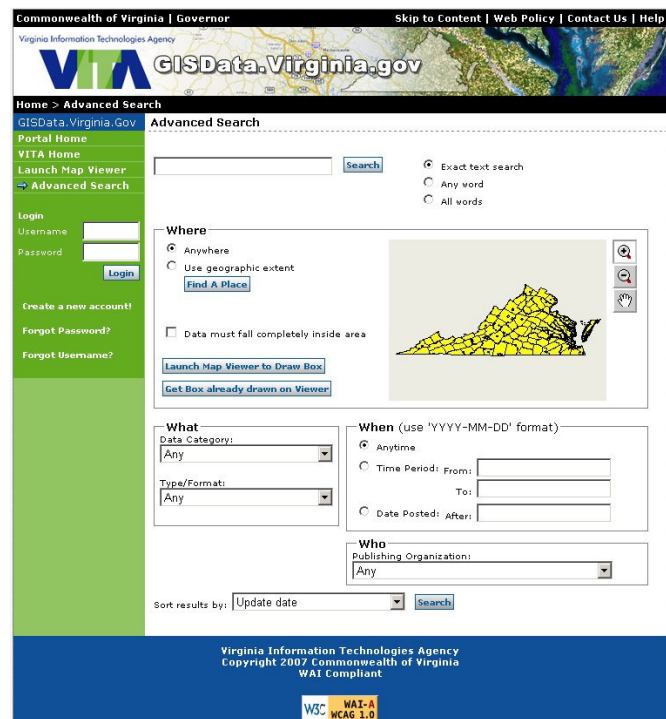 Commonwealth of Virginia | Governor
Skip to Content | Web Policy | Contact Us | Help
Virginia Information Technologies Agency
VITA
GISData.Virginia.gov
Home > Advanced Search
GISData.Virginia.Gov
Portal Home
VITA Home
Launch Map Viewer
Advanced Search
Login
Username
Password
Login
Create a new account!
Forgot Password?
Forgot Username?
Advanced Search
Search
Exact text search
Any word
All words
Where
Anywhere
Use geographic extent
Find A Place
Data must fall completely inside area
Launch Map Viewer to Draw Box
Get Box already drawn on Viewer
What
Data Category:
Any
Type/Format:
Any
When (use 'YYYY-MM-DD' format)
Anytime
Time Period: From:
To:
Date Posted: After:
Who
Publishing Organization:
Any
Sort results by: Update date
Search
Virginia Information Technologies Agency
Copyright 2007 Commonwealth of Virginia
WAI Compliant
W3C WAI-A
WCAG 1.0